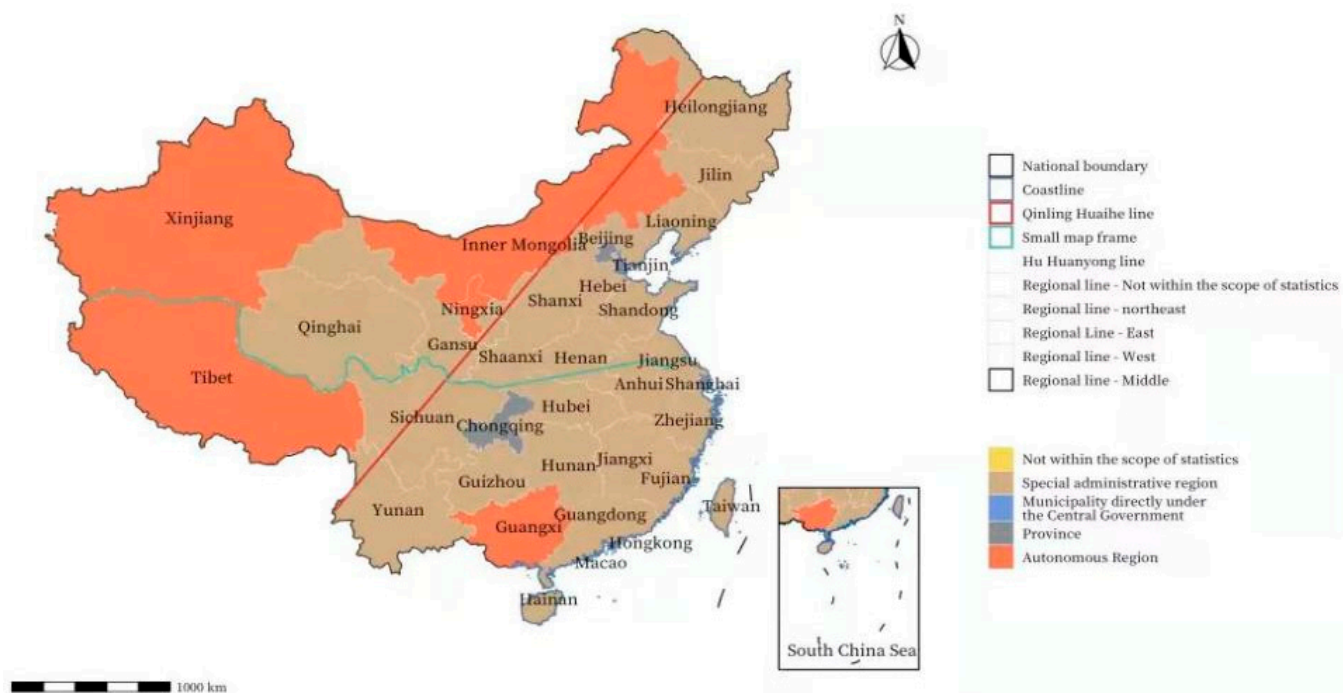 N
Heilongjiang
Jilin
Liaoning
Xinjiang
Inner Mongolia
Beijing
Tianjin
Hebei
Ningxia
Shanxi
Shandong
Qinghai
Gansu
Shaanxi
Henan
Jiangsu
Tibet
Anhui
Shanghai
Sichuan
Hubei
Chongqing
Zhejiang
Hunan
Jiangxi
Guizhou
Fujian
Yunan
Taiwan
Guangxi
Guangdong
Hongkong
Macao
Hainan
South China Sea
1000 km
National boundary
Coastline
Qinling Huaihe line
Small map frame
Hu Huanyong line
Regional line - Not within the scope of statistics
Regional line - northeast
Regional Line - East
Regional line - West
Regional line - Middle
Not within the scope of statistics
Special administrative region
Municipality directly under
the Central Government
Province
Autonomous Region